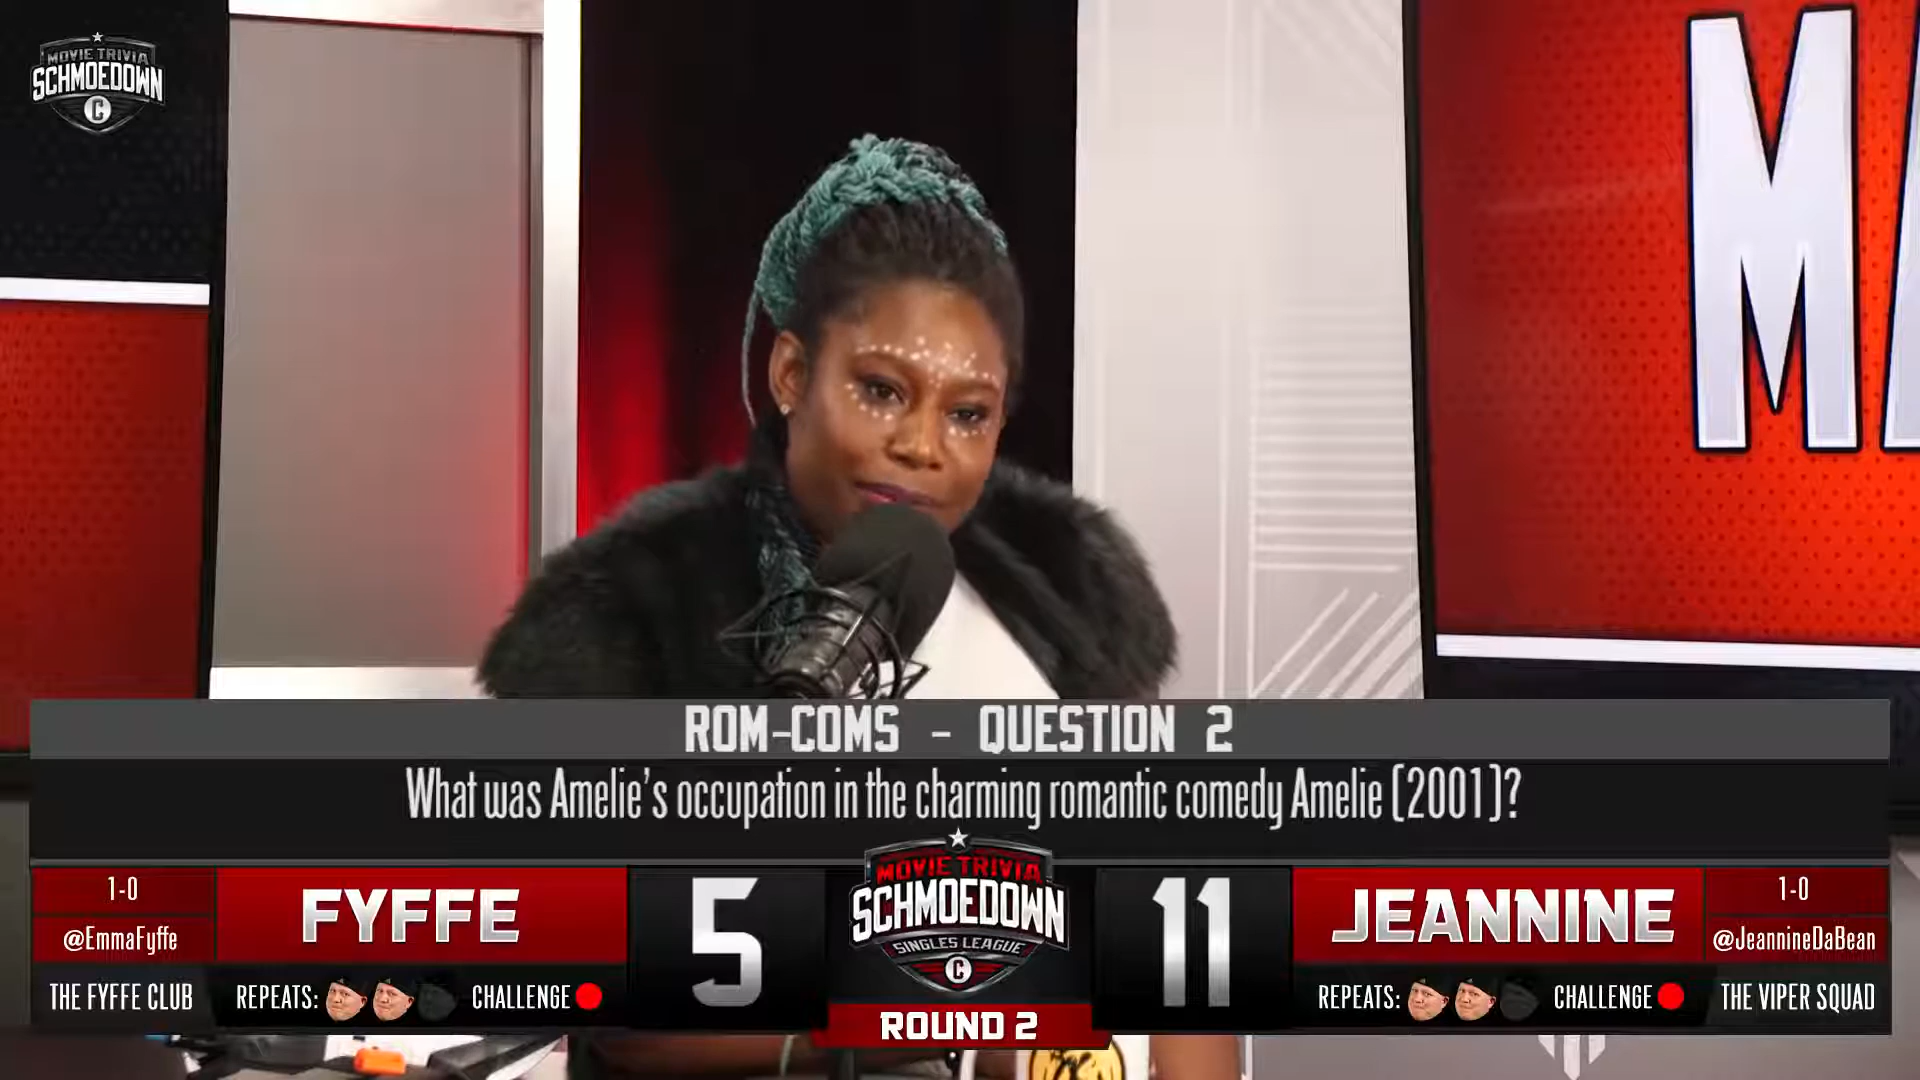 MOVIE TRIVIA
SCHMOEDOWN
C
MA
ROM-COMS - QUESTION 2
What was Amelie's occupation in the charming romantic comedy Amelie (2001)?
1-0
@EmmaFyffe
FYFFE
5
MOVIE TRIVIA
SCHMOEDOWN
SINGLES LEAGUE
C
11
JEANNINE
1-0
@JeannineDaBean
THE FYFFE CLUB
REPEATS:
CHALLENGE
ROUND 2
REPEATS:
CHALLENGE
THE VIPER SQUAD